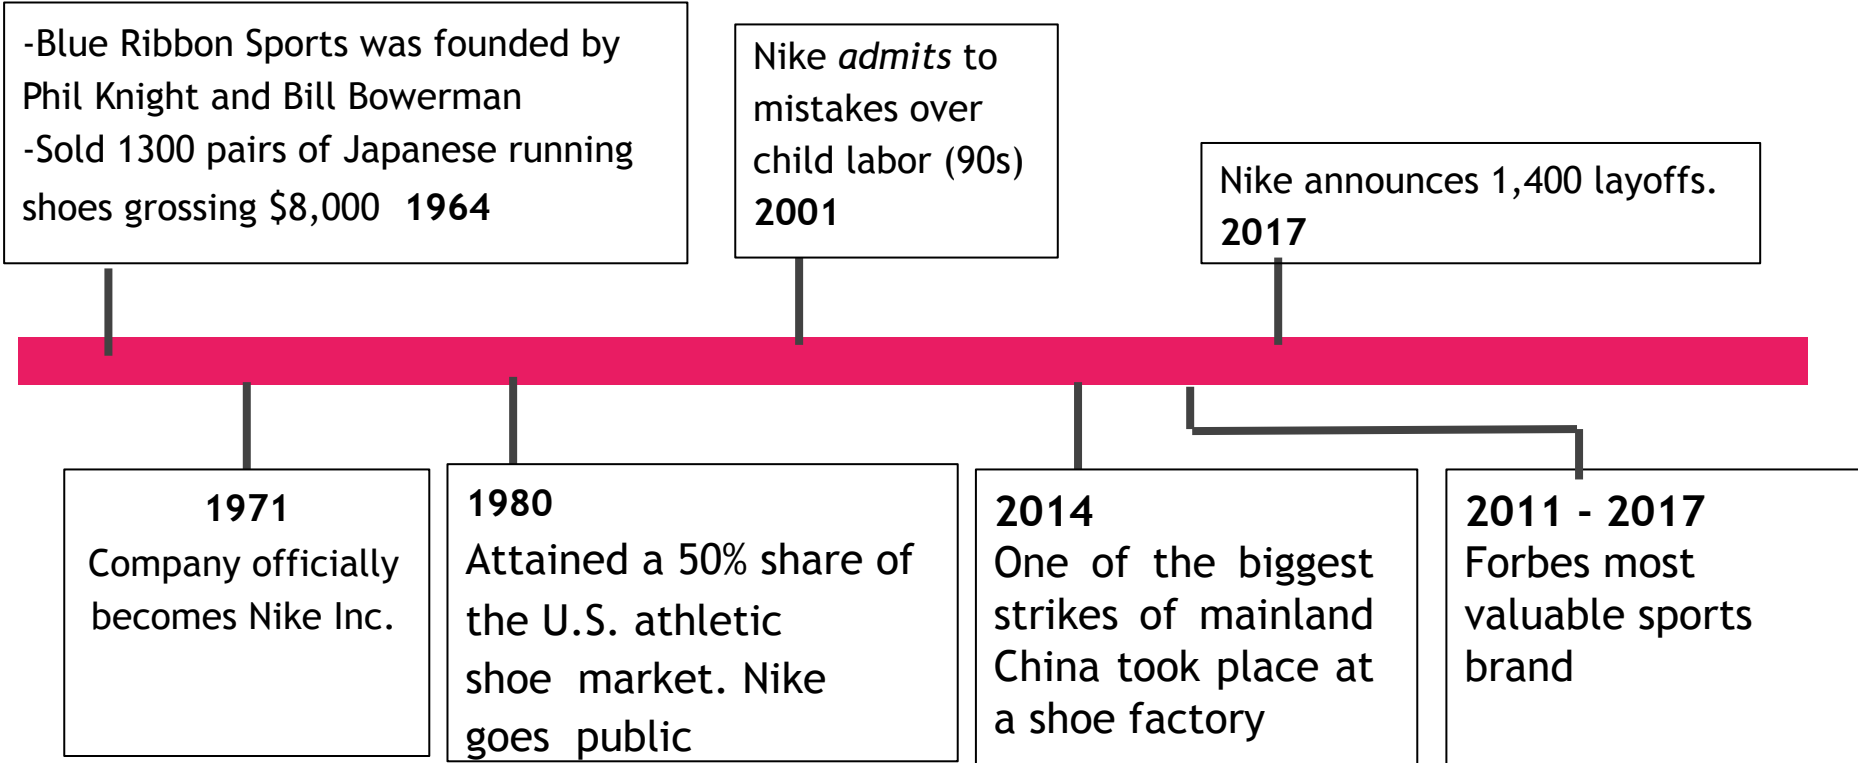 -Blue Ribbon Sports was founded by
Phil Knight and Bill Bowerman
-Sold 1300 pairs of Japanese running
shoes grossing $8,000 1964
Nike admits to
mistakes over
child labor (90s)
2001
Nike announces 1,400 layoffs.
2017
1971
Company officially
becomes Nike Inc.
1980
Attained a 50% share of
the U.S. athletic
shoe market. Nike
goes public
2014
One of the biggest
strikes of mainland
China took place at
a shoe factory
2011 - 2017
Forbes most
valuable sports
brand